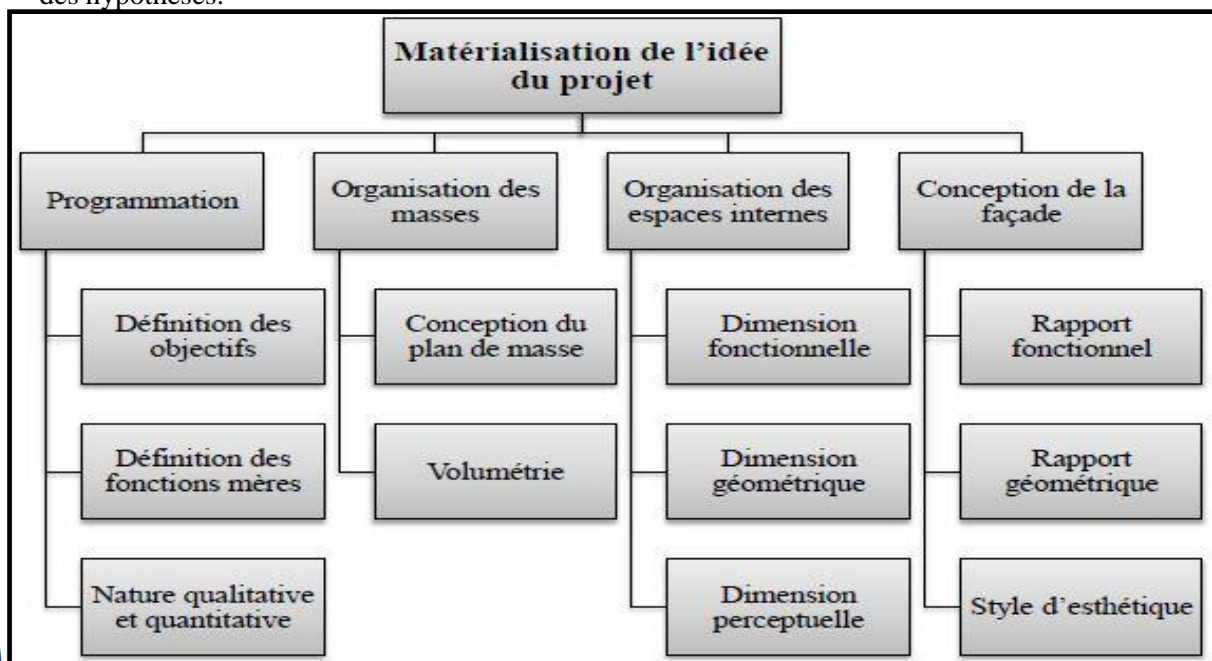 des hypothèses.
Matérialisation de l'idée
du projet
Programmation
Organisation des
masses
Organisation des
espaces internes
Conception de la
façade
Définition des
objectifs
Définition des
fonctions mères
Nature qualitative
et quantitative
Conception du
plan de masse
Volumétrie
Dimension
fonctionnelle
Dimension
géométrique
Dimension
perceptuelle
Rapport
fonctionnel
Rapport
géométrique
Style d'esthétique